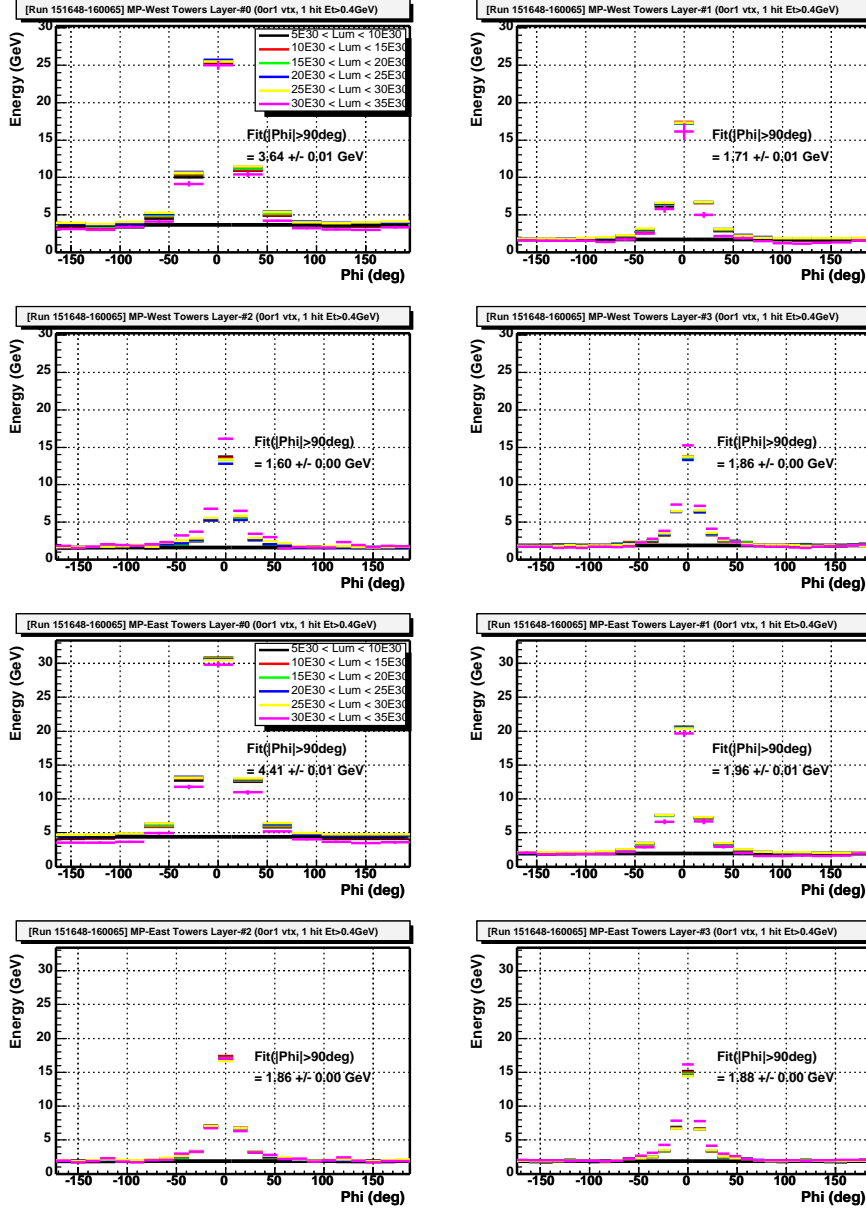 [Run 151648-160065] MP-West Towers Layer-#0 (0or1 vtx, 1 hit Et>0.4GeV)
Energy (GeV)
30
25
20
15
10
5
0
5E30 < Lum < 10E30
10E30 < Lum < 15E30
15E30 < Lum < 20E30
20E30 < Lum < 25E30
25E30 < Lum < 30E30
30E30 < Lum < 35E30
Fit(|Phi|>90deg)
= 3.64 +/- 0.01 GeV
-150 -100 -50 0 50 100 150
Phi (deg)
[Run 151648-160065] MP-West Towers Layer-#1 (0or1 vtx, 1 hit Et>0.4GeV)
Energy (GeV)
30
25
20
15
10
5
0
Fit(|Phi|>90deg)
= 1.71 +/- 0.01 GeV
-150 -100 -50 0 50 100 150
Phi (deg)
[Run 151648-160065] MP-West Towers Layer-#2 (0or1 vtx, 1 hit Et>0.4GeV)
Energy (GeV)
30
25
20
15
10
5
0
Fit(|Phi|>90deg)
= 1.60 +/- 0.00 GeV
-150 -100 -50 0 50 100 150
Phi (deg)
[Run 151648-160065] MP-West Towers Layer-#3 (0or1 vtx, 1 hit Et>0.4GeV)
Energy (GeV)
30
25
20
15
10
5
0
Fit(|Phi|>90deg)
= 1.86 +/- 0.00 GeV
-150 -100 -50 0 50 100 150
Phi (deg)
[Run 151648-160065] MP-East Towers Layer-#0 (0or1 vtx, 1 hit Et>0.4GeV)
Energy (GeV)
30
25
20
15
10
5
0
5E30 < Lum < 10E30
10E30 < Lum < 15E30
15E30 < Lum < 20E30
20E30 < Lum < 25E30
25E30 < Lum < 30E30
30E30 < Lum < 35E30
Fit(|Phi|>90deg)
= 4.41 +/- 0.01 GeV
-150 -100 -50 0 50 100 150
Phi (deg)
[Run 151648-160065] MP-East Towers Layer-#1 (0or1 vtx, 1 hit Et>0.4GeV)
Energy (GeV)
30
25
20
15
10
5
0
Fit(|Phi|>90deg)
= 1.96 +/- 0.01 GeV
-150 -100 -50 0 50 100 150
Phi (deg)
[Run 151648-160065] MP-East Towers Layer-#2 (0or1 vtx, 1 hit Et>0.4GeV)
Energy (GeV)
30
25
20
15
10
5
0
Fit(|Phi|>90deg)
= 1.86 +/- 0.00 GeV
-150 -100 -50 0 50 100 150
Phi (deg)
[Run 151648-160065] MP-East Towers Layer-#3 (0or1 vtx, 1 hit Et>0.4GeV)
Energy (GeV)
30
25
20
15
10
5
0
Fit(|Phi|>90deg)
= 1.88 +/- 0.00 GeV
-150 -100 -50 0 50 100 150
Phi (deg)